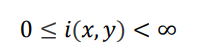 0 ≤ i(x, y) < ∞